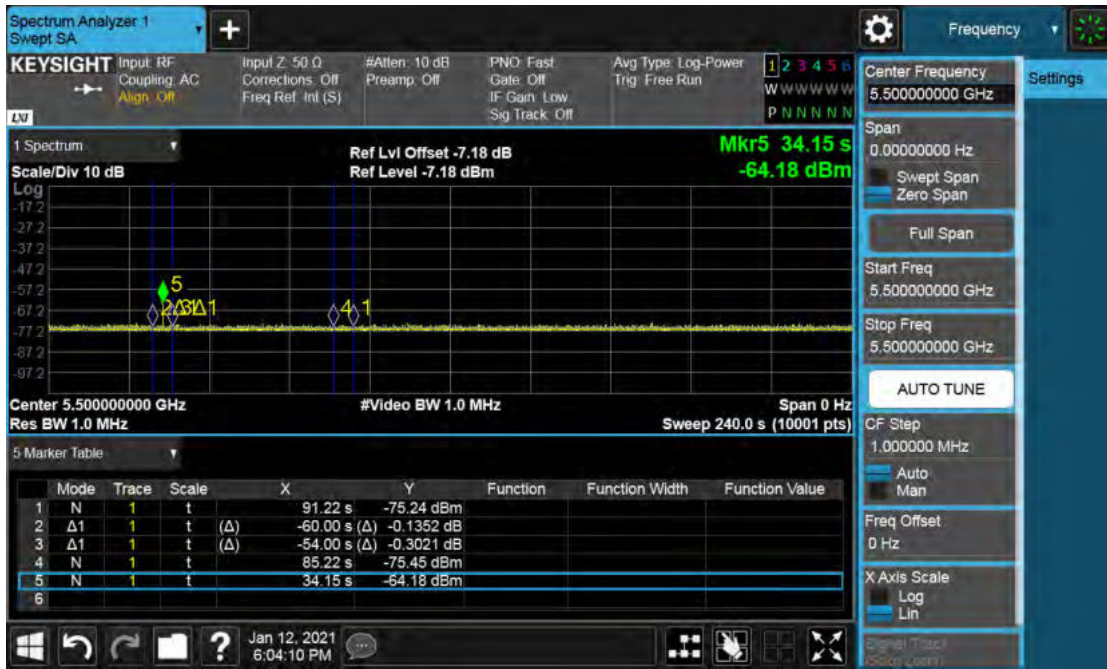 Spectrum Analyzer 1
Swept SA
+
Frequency
KEYSIGHT
Input: RF
Coupling: AC
Align: Off
Input Z: 50 Ω
Corrections: Off
Freq Ref: Int (S)
#Atten: 10 dB
Preamp: Off
PNO: Fast
Gate: Off
IF Gain: Low
Sig Track: Off
Avg Type: Log-Power
Trig: Free Run
1 2 3 4 5 6
W W W W W W
P N N N N N
LXI
Center Frequency
5.500000000 GHz
Settings
Span
0.00000000 Hz
Swept Span
Zero Span
Full Span
Start Freq
5.500000000 GHz
Stop Freq
5.500000000 GHz
AUTO TUNE
CF Step
1.000000 MHz
Auto
Man
Freq Offset
0 Hz
X Axis Scale
Log
Lin
Signal Track
(Span Zoom)
1 Spectrum
Scale/Div 10 dB
Ref Lvl Offset -7.18 dB
Ref Level -7.18 dBm
Mkr5 34.15 s
-64.18 dBm
Log
-17.2
-27.2
-37.2
-47.2
-57.2
-67.2
-77.2
-87.2
-97.2
5
2Δ1
3Δ1
4
1
Center 5.500000000 GHz
#Video BW 1.0 MHz
Span 0 Hz
Res BW 1.0 MHz
Sweep 240.0 s (10001 pts)
5 Marker Table
Mode Trace Scale X Y Function Function Width Function Value
1 N 1 t 91.22 s -75.24 dBm
2 Δ1 1 t (Δ) -60.00 s (Δ) -0.1352 dB
3 Δ1 1 t (Δ) -54.00 s (Δ) -0.3021 dB
4 N 1 t 85.22 s -75.45 dBm
5 N 1 t 34.15 s -64.18 dBm
6
?
Jan 12, 2021
6:04:10 PM